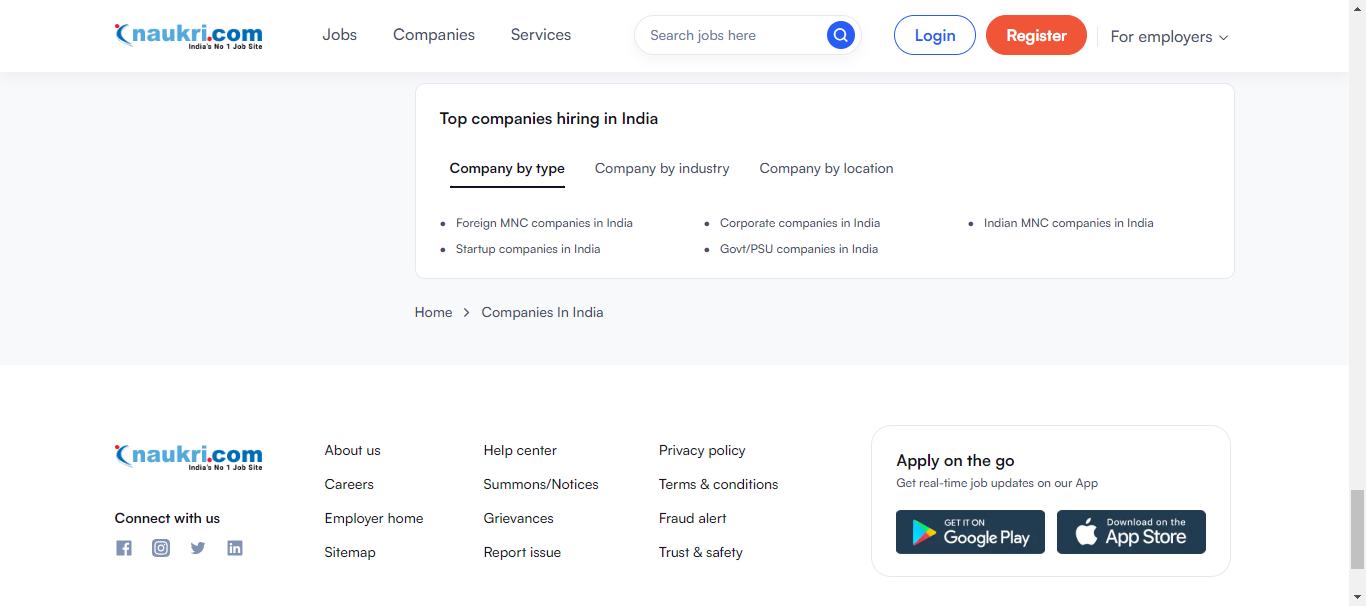 naukri.com
India's No 1 Job Site
Jobs
Companies
Services
Search jobs here
Login
Register
For employers
Top companies hiring in India
Company by type
Company by industry
Company by location
Foreign MNC companies in India
Corporate companies in India
Indian MNC companies in India
Startup companies in India
Govt/PSU companies in India
Home
Companies In India
naukri.com
India's No 1 Job Site
Connect with us
About us
Careers
Employer home
Sitemap
Help center
Summons/Notices
Grievances
Report issue
Privacy policy
Terms & conditions
Fraud alert
Trust & safety
Apply on the go
Get real-time job updates on our App
GET IT ON
Google Play
Download on the
App Store